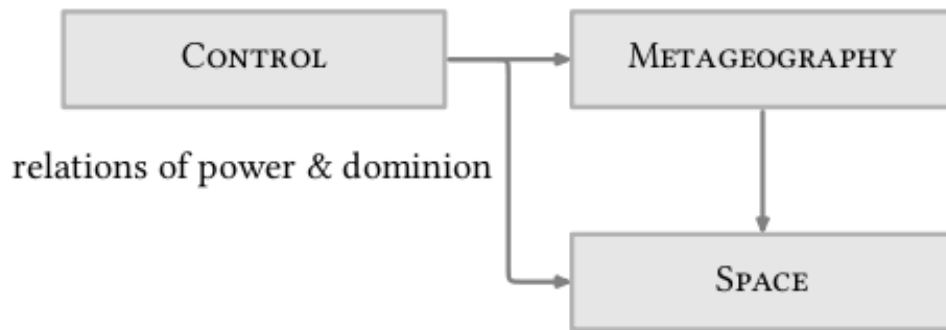 CONTROL
METAGEOGRAPHY
relations of power & dominion
SPACE